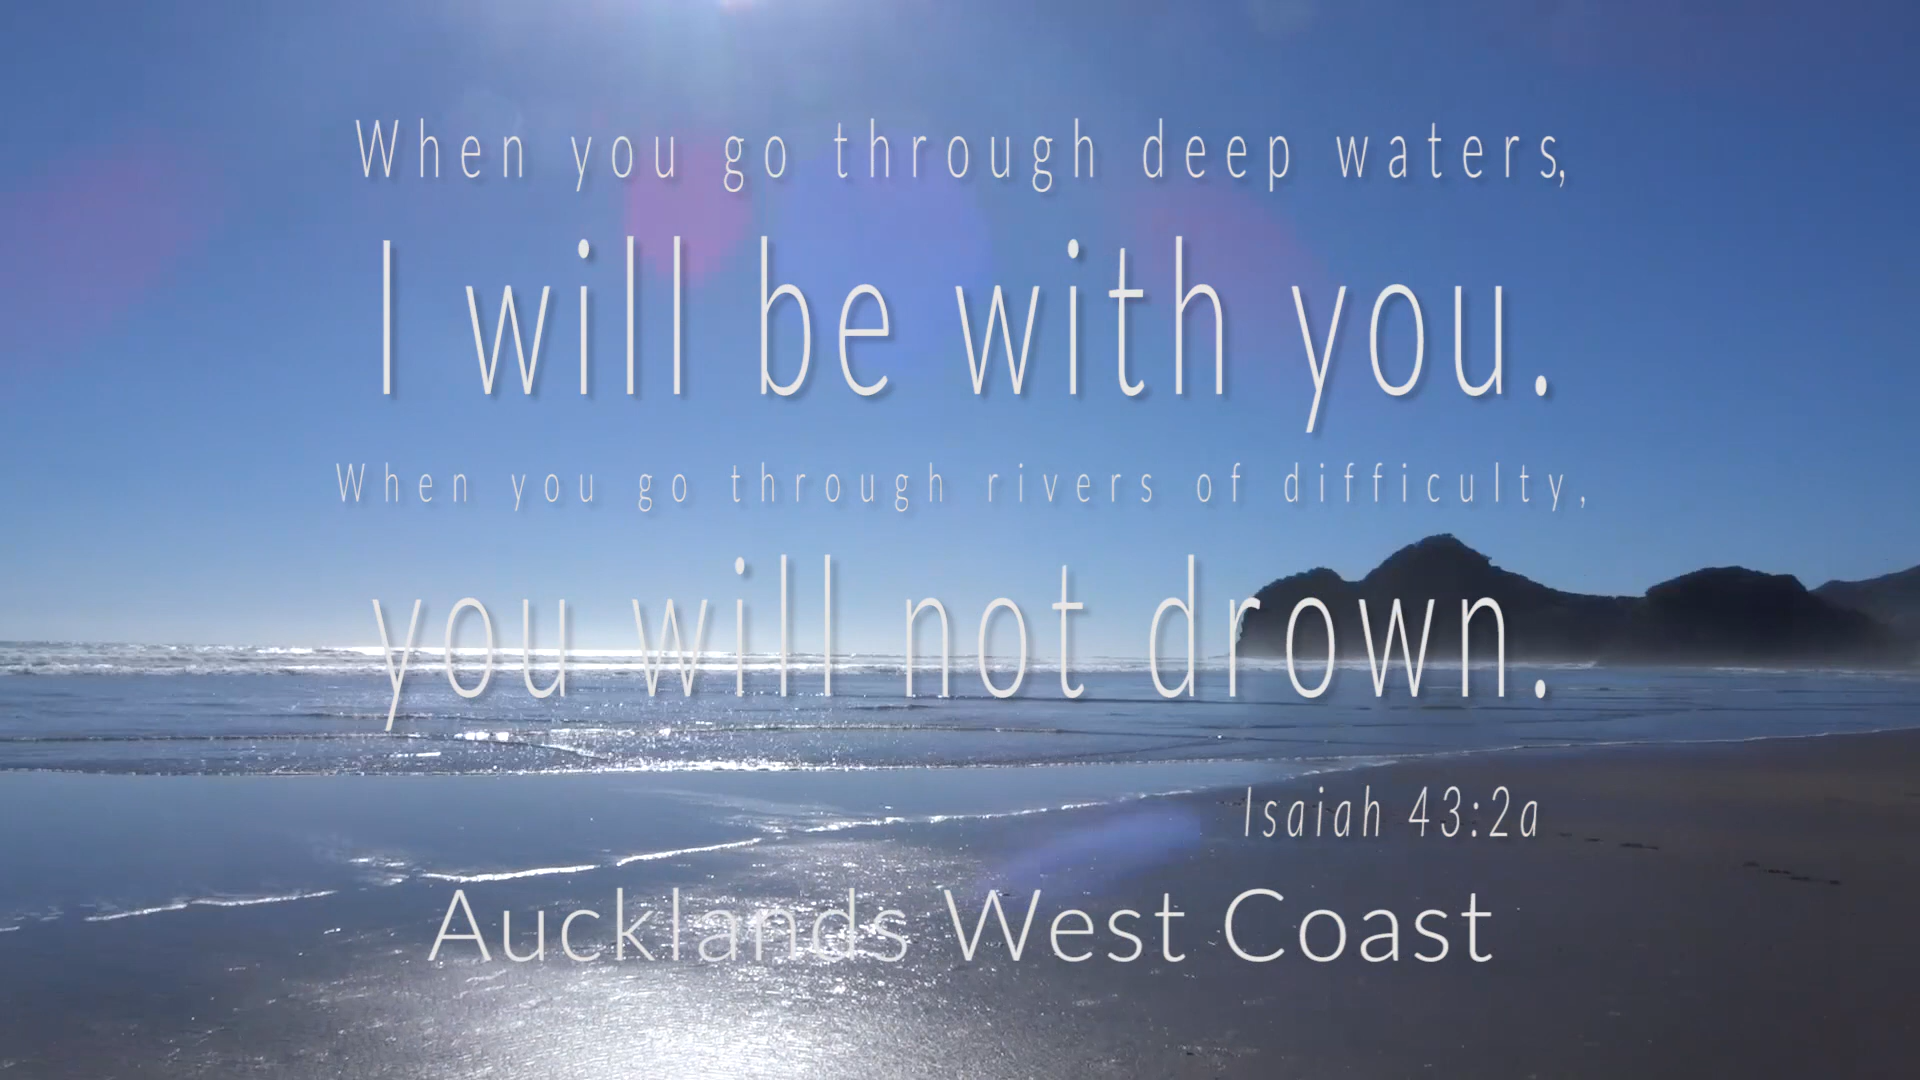 When you go through deep waters,
I will be with you.
When you go through rivers of difficulty,
you will not drown.
Isaiah 43:2a
Aucklands West Coast